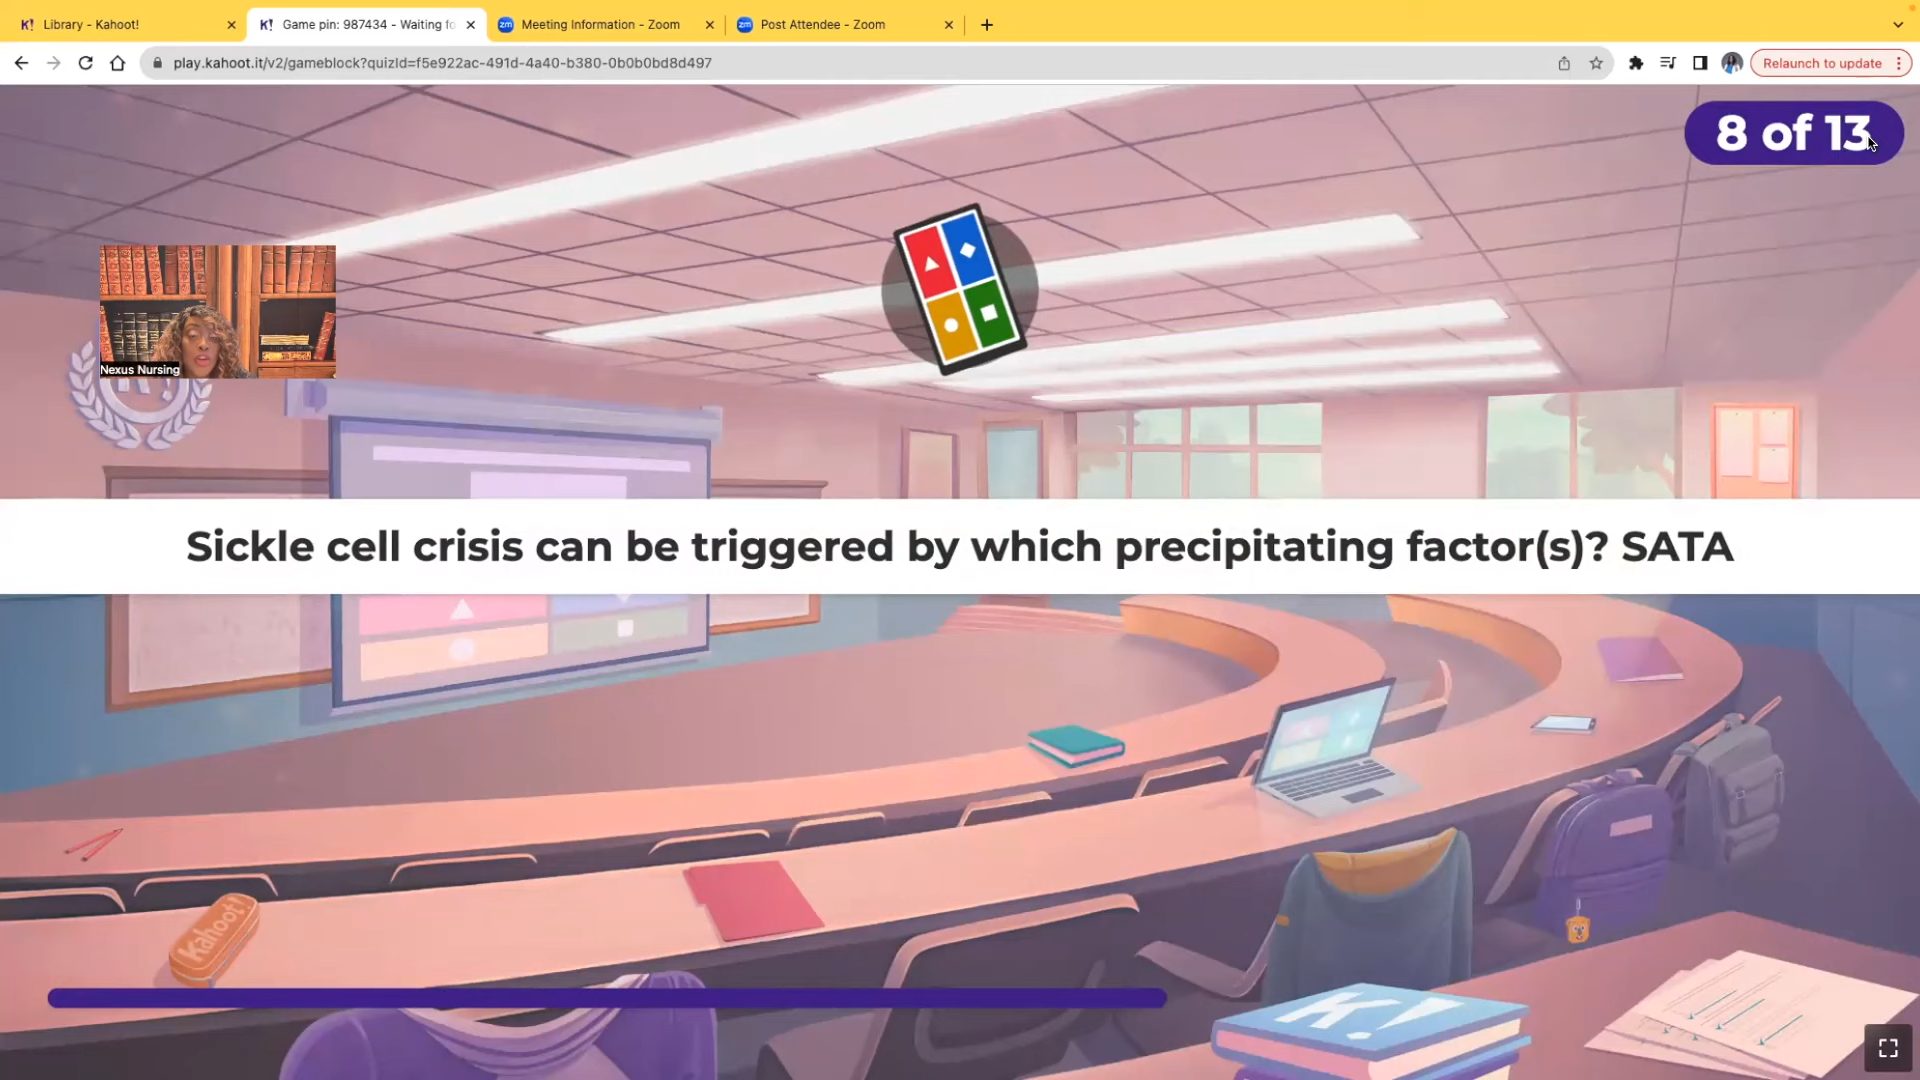 Library - Kahoot!
Game pin: 987434 - Waiting fo
zm
Meeting Information - Zoom
zm
Post Attendee - Zoom
play.kahoot.it/v2/gameblock?quizId=f5e922ac-491d-4a40-b380-0b0b0bd8d497
Relaunch to update
8 of 13
Nexus Nursing
Sickle cell crisis can be triggered by which precipitating factor(s)? SATA
Kahoot!
K!